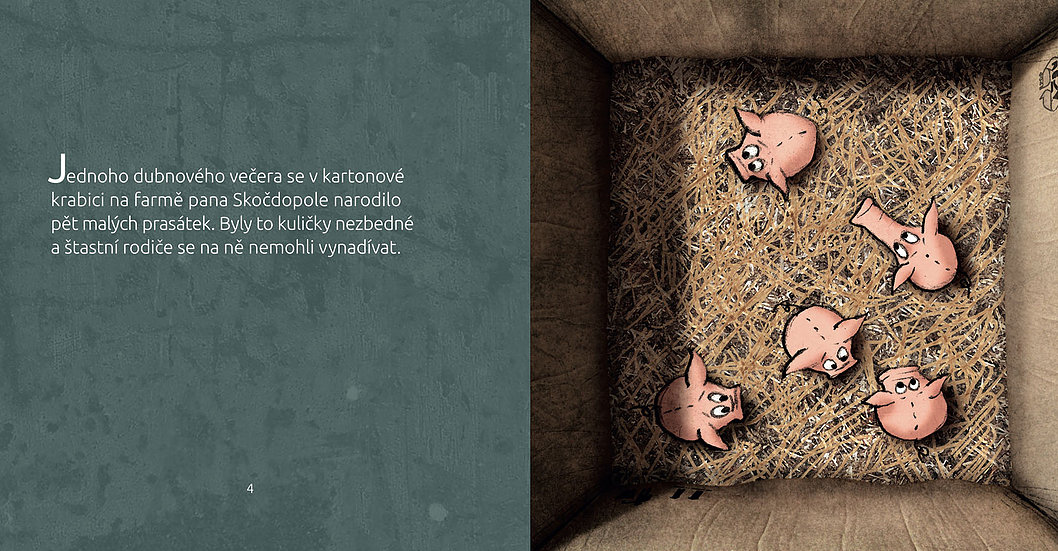 Jednoho dubnového večera se v kartonové
krabici na farmě pana Skočdopole narodilo
pět malých prasátek. Byly to kuličky nezbedné
a štastní rodiče se na ně nemohli vynadívat.
4